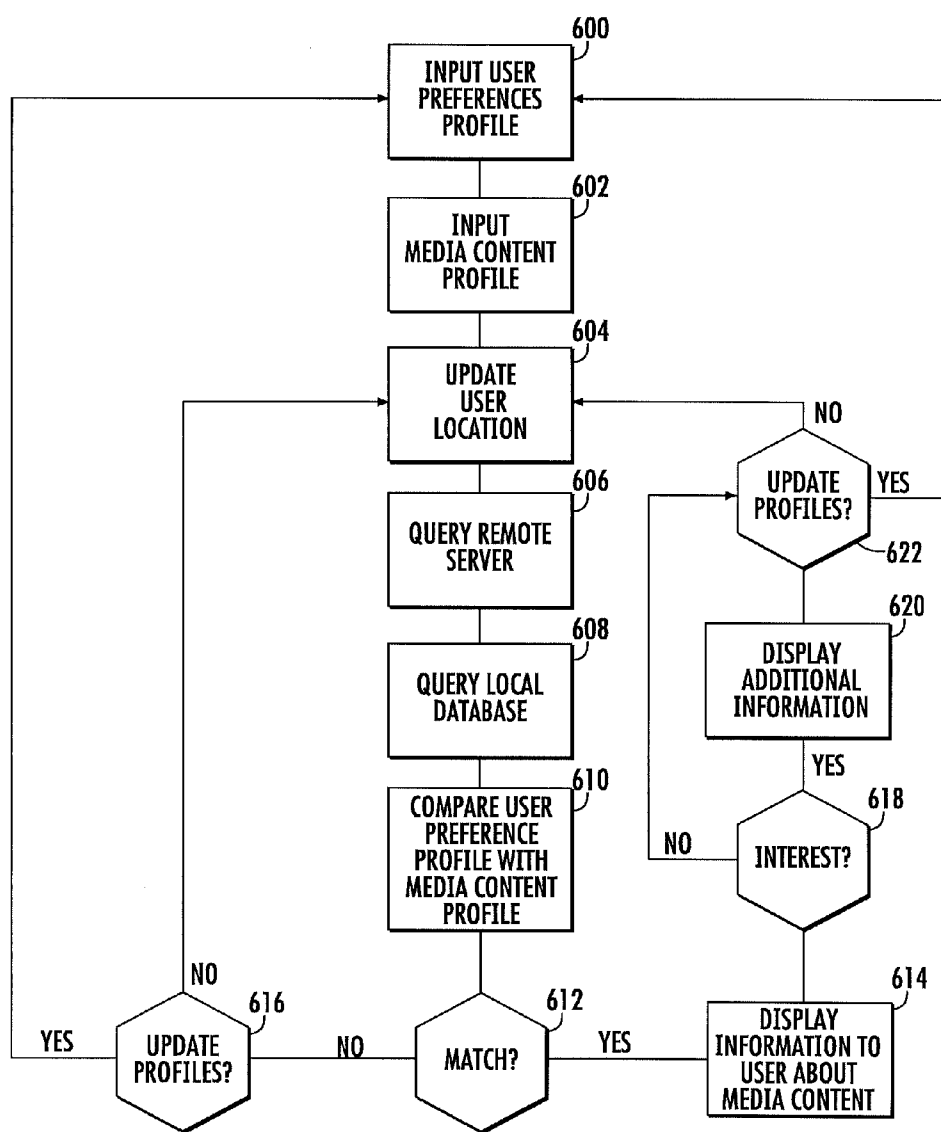 600
INPUT USER
PREFERENCES
PROFILE
602
INPUT
MEDIA CONTENT
PROFILE
604
UPDATE
USER
LOCATION
606
QUERY REMOTE
SERVER
608
QUERY LOCAL
DATABASE
610
COMPARE USER
PREFERENCE
PROFILE WITH
MEDIA CONTENT
PROFILE
612
MATCH?
NO
616
UPDATE
PROFILES?
NO
YES
YES
614
DISPLAY
INFORMATION TO
USER ABOUT
MEDIA CONTENT
618
INTEREST?
NO
YES
620
DISPLAY
ADDITIONAL
INFORMATION
622
UPDATE
PROFILES?
NO
YES